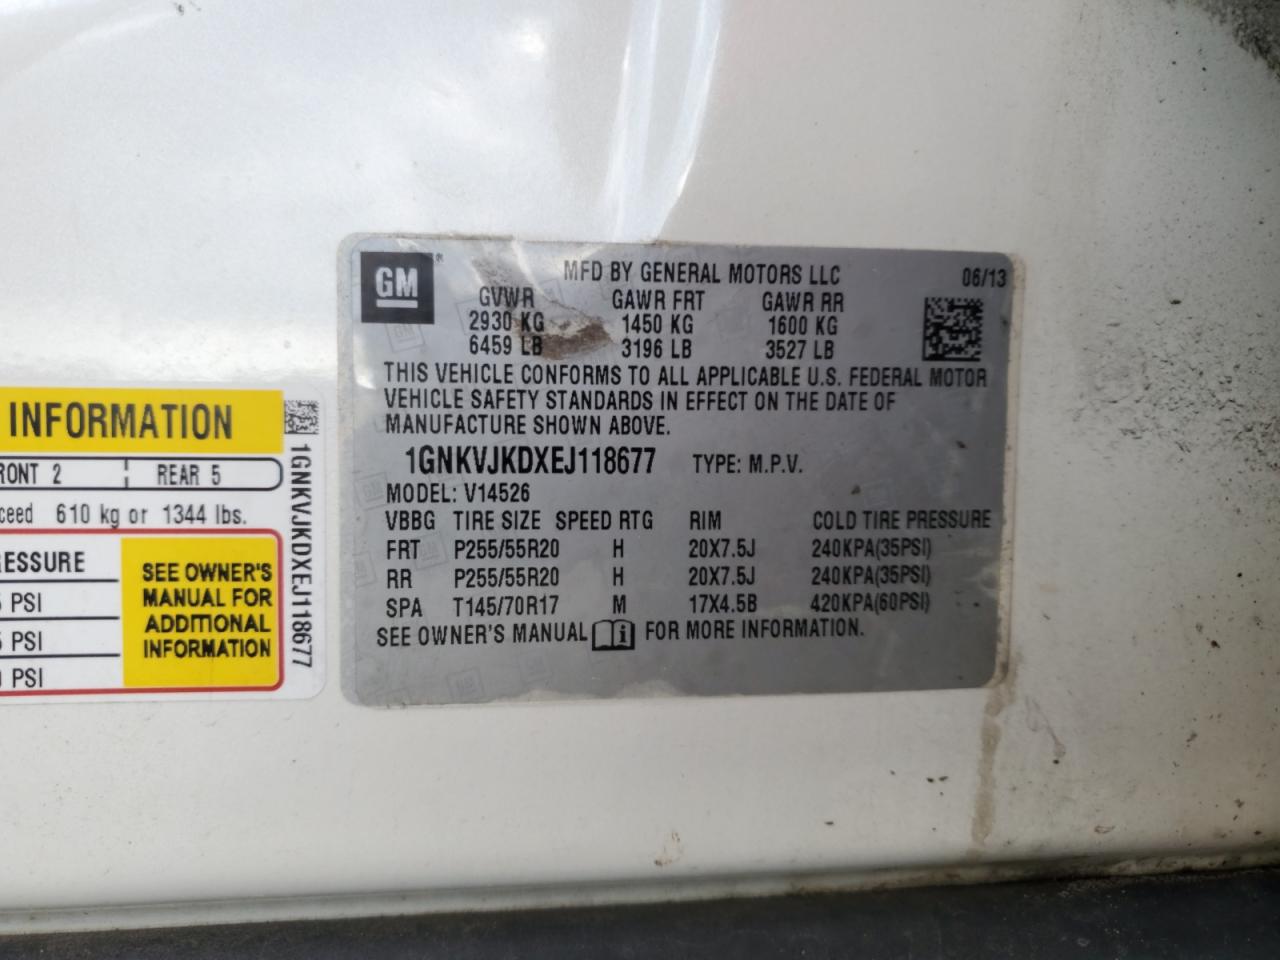 INFORMATION
RONT 2 REAR 5
ceed 610 kg or 1344 lbs.
ESSURE
PSI
PSI
PSI
SEE OWNER'S
MANUAL FOR
ADDITIONAL
INFORMATION
1GNKVJKDXEJ118677
GM®
MFD BY GENERAL MOTORS LLC 06/13
GVWR GAWR FRT GAWR RR
2930 KG 1450 KG 1600 KG
6459 LB 3196 LB 3527 LB
THIS VEHICLE CONFORMS TO ALL APPLICABLE U.S. FEDERAL MOTOR
VEHICLE SAFETY STANDARDS IN EFFECT ON THE DATE OF
MANUFACTURE SHOWN ABOVE.
1GNKVJKDXEJ118677 TYPE: M.P.V.
MODEL: V14526
VBBG TIRE SIZE SPEED RTG RIM COLD TIRE PRESSURE
FRT P255/55R20 H 20X7.5J 240KPA(35PSI)
RR P255/55R20 H 20X7.5J 240KPA(35PSI)
SPA T145/70R17 M 17X4.5B 420KPA(60PSI)
SEE OWNER'S MANUAL FOR MORE INFORMATION.